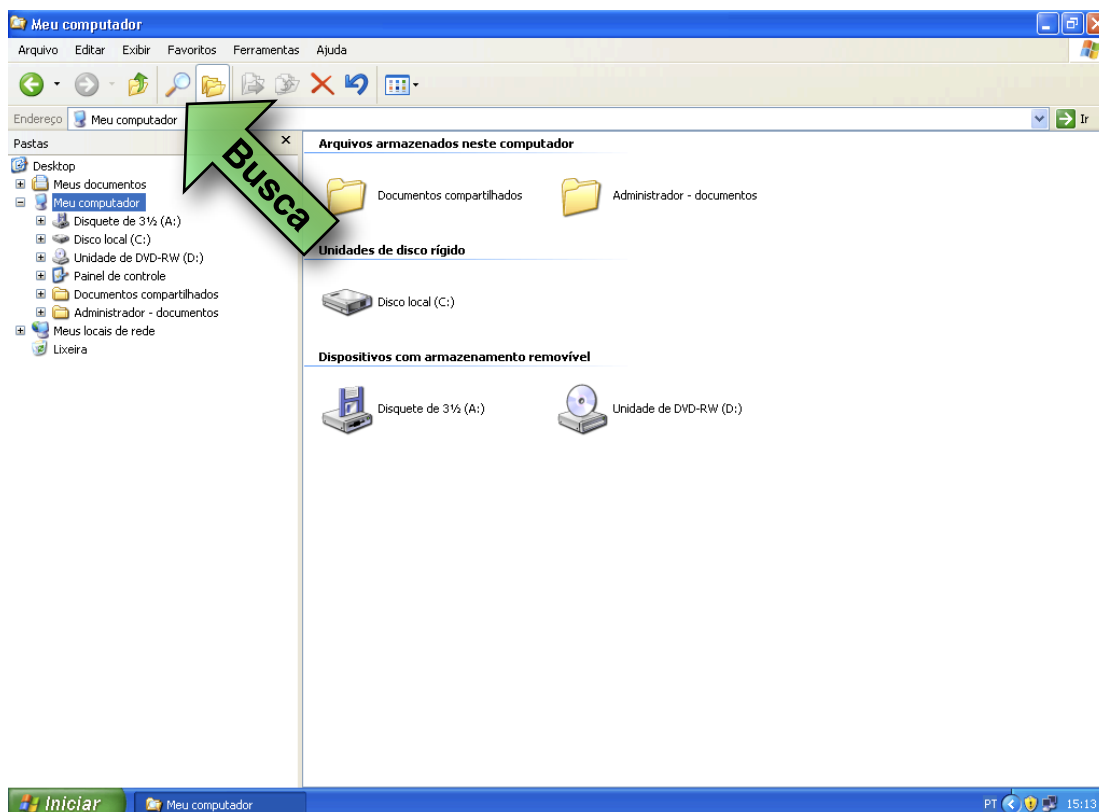 Meu computador
Arquivo Editar Exibir Favoritos Ferramentas Ajuda
Endereço Meu computador Ir
Pastas
Desktop
Meus documentos
Meu computador
Disquete de 3½ (A:)
Disco local (C:)
Unidade de DVD-RW (D:)
Painel de controle
Documentos compartilhados
Administrador - documentos
Meus locais de rede
Lixeira
Busca
Arquivos armazenados neste computador
Documentos compartilhados Administrador - documentos
Unidades de disco rígido
Disco local (C:)
Dispositivos com armazenamento removível
Disquete de 3½ (A:) Unidade de DVD-RW (D:)
Iniciar Meu computador PT 15:13